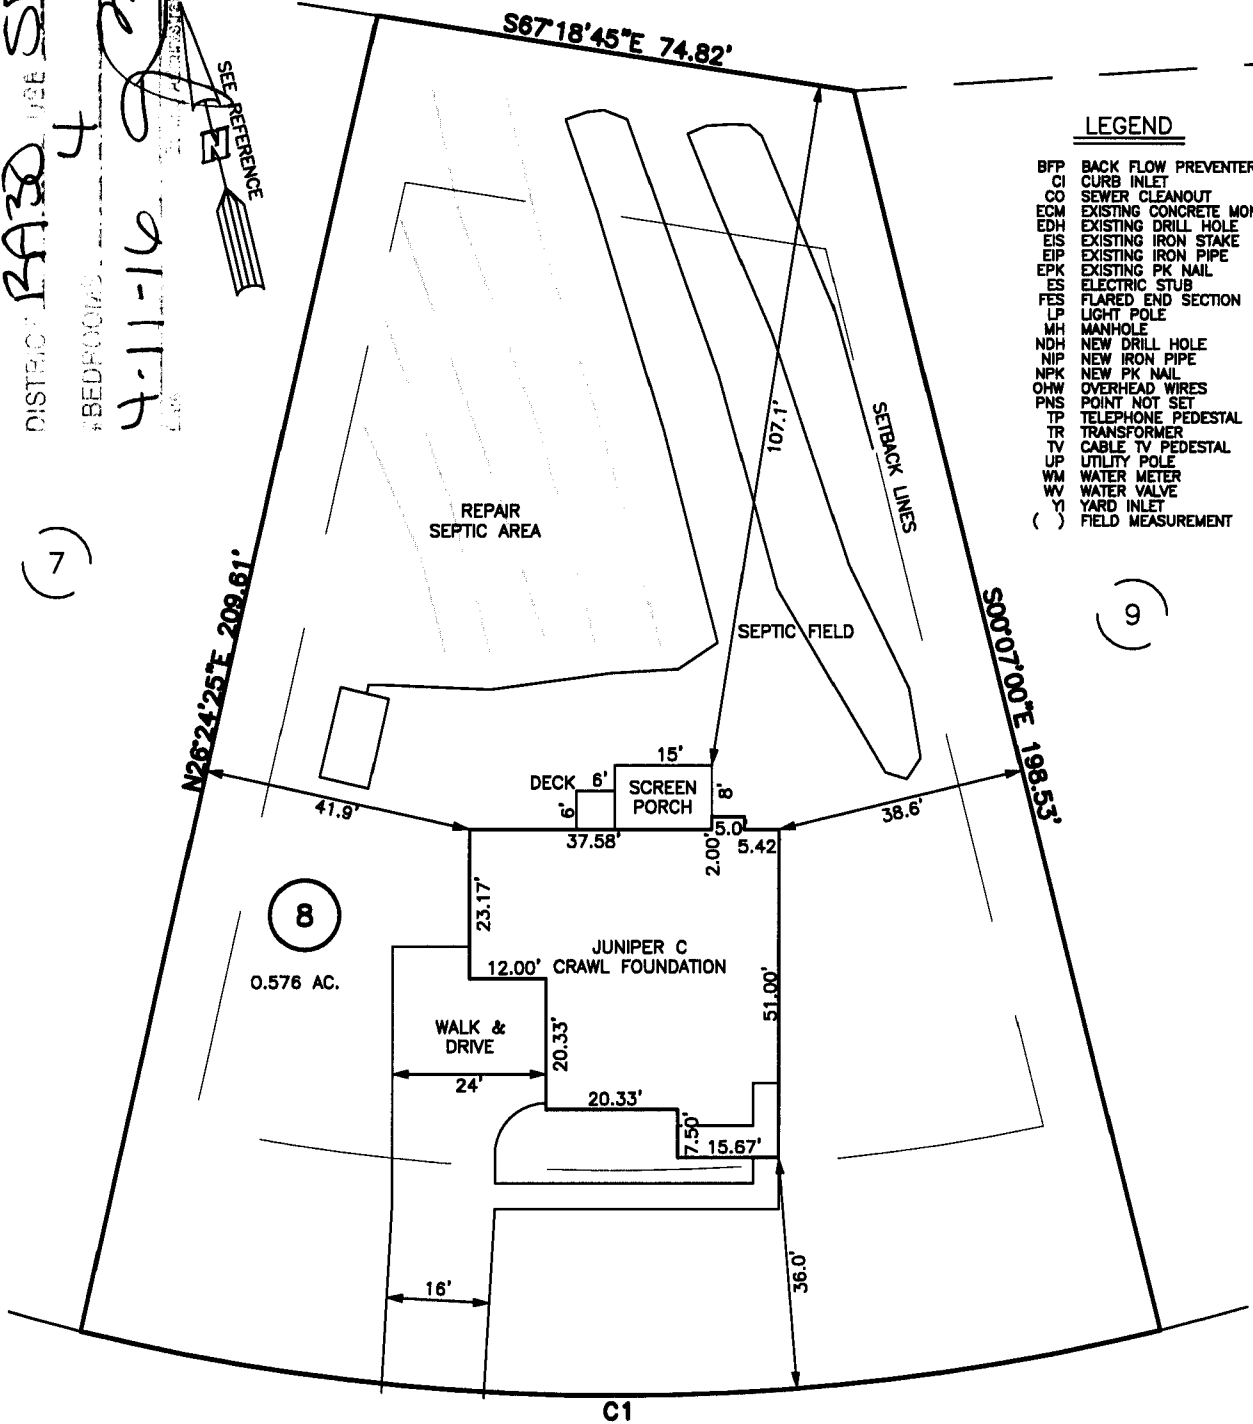 S67°18'45"E 74.82'
DISTRICT RA30 USE
#BEDROOMS 4
4-11-16
SEE REFERENCE
N
LEGEND
BFP BACK FLOW PREVENTER
CI CURB INLET
CO SEWER CLEANOUT
ECM EXISTING CONCRETE MON
EDH EXISTING DRILL HOLE
EIS EXISTING IRON STAKE
EIP EXISTING IRON PIPE
EPK EXISTING PK NAIL
ES ELECTRIC STUB
FES FLARED END SECTION
LP LIGHT POLE
MH MANHOLE
NDH NEW DRILL HOLE
NIP NEW IRON PIPE
NPK NEW PK NAIL
OHW OVERHEAD WIRES
PNS POINT NOT SET
TP TELEPHONE PEDESTAL
TR TRANSFORMER
TV CABLE TV PEDESTAL
UP UTILITY POLE
WM WATER METER
WV WATER VALVE
YI YARD INLET
( ) FIELD MEASUREMENT
107.1'
SETBACK LINES
REPAIR
SEPTIC AREA
7
9
N26°24'25"E 209.61'
S00°07'00"E 198.53'
SEPTIC FIELD
15'
DECK 6'
6'
SCREEN
PORCH
8'
41.9'
38.6'
37.58'
5.0
2.00'
5.42
23.17'
8
0.576 AC.
JUNIPER C
CRAWL FOUNDATION
12.00'
51.00'
WALK &
DRIVE
20.33'
24'
20.33'
7.50'
15.67'
36.0'
16'
C1